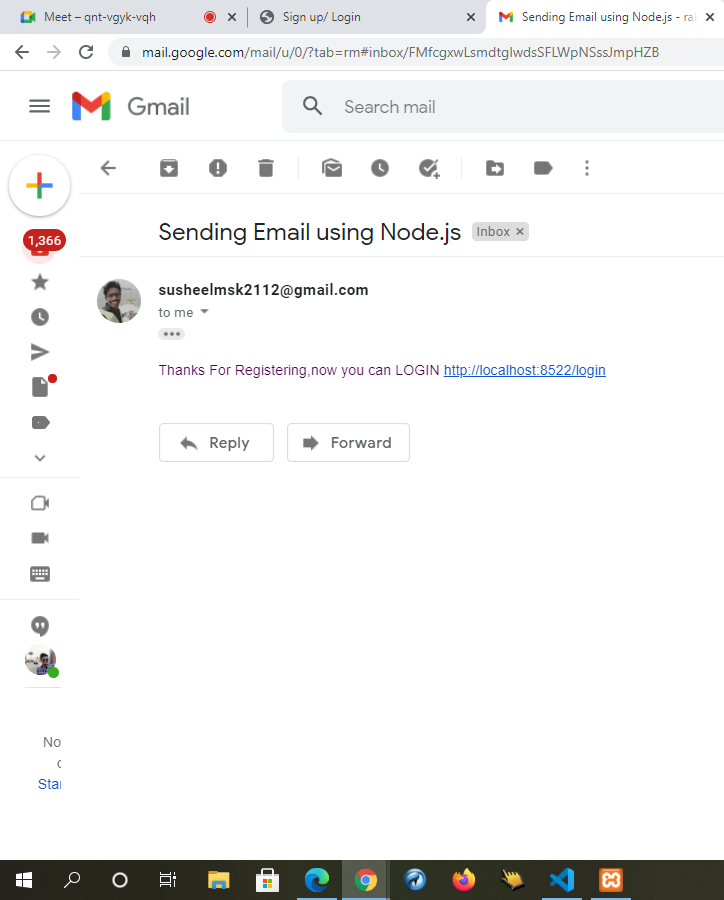 Meet – qnt-vgyk-vqh
Sign up/ Login
Sending Email using Node.js - rai
mail.google.com/mail/u/0/?tab=rm#inbox/FMfcgxwLsmdtglwdsSFLWpNSssJmpHZB
Gmail
Search mail
1,366
Sending Email using Node.js Inbox
susheelmsk2112@gmail.com
to me
Thanks For Registering,now you can LOGIN http://localhost:8522/login
Reply
Forward
No
Star